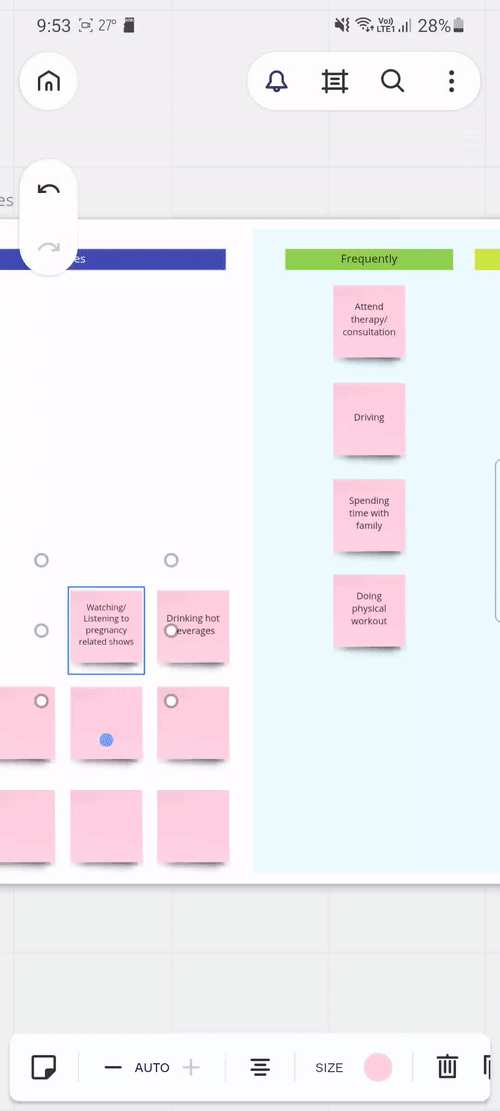 9:53 27° Vo)) LTE1 28%
es
es
Frequently
Attend
therapy/
consultation
Driving
Spending
time with
family
Doing
physical
workout
Watching/
Listening to
pregnancy
related shows
Drinking hot
everages
AUTO
SIZE